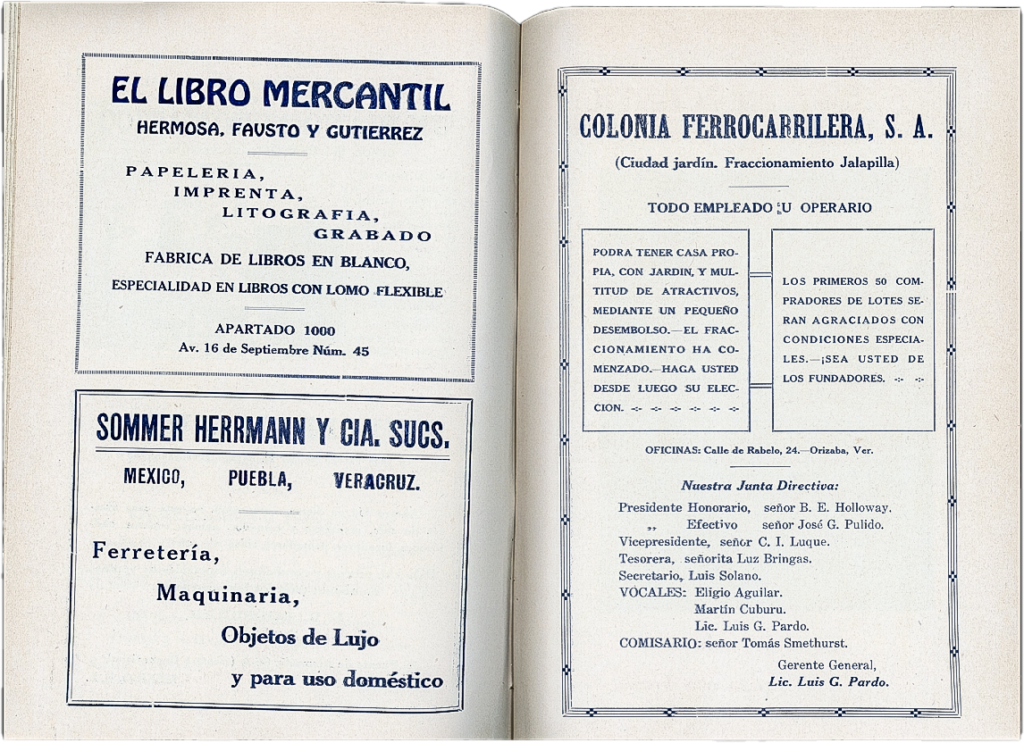 EL LIBRO MERCANTIL
HERMOSA, FAUSTO Y GUTIERREZ
PAPELERIA,
IMPRENTA,
LITOGRAFIA,
GRABADO
FABRICA DE LIBROS EN BLANCO,
ESPECIALIDAD EN LIBROS CON LOMO FLEXIBLE
APARTADO 1000
Av. 16 de Septiembre Núm. 45
SOMMER HERRMANN Y CIA. SUCS.
MEXICO, PUEBLA, VERACRUZ.
Ferretería,
Maquinaria,
Objetos de Lujo
y para uso doméstico
COLONIA FERROCARRILERA, S. A.
(Ciudad jardín. Fraccionamiento Jalapilla)
TODO EMPLEADO U OPERARIO
PODRA TENER CASA PRO-
PIA, CON JARDIN, Y MUL-
TITUD DE ATRACTIVOS,
MEDIANTE UN PEQUEÑO
DESEMBOLSO.—EL FRAC-
CIONAMIENTO HA CO-
MENZADO.—HAGA USTED
DESDE LUEGO SU ELEC-
CION.
LOS PRIMEROS 50 COM-
PRADORES DE LOTES SE-
RAN AGRACIADOS CON
CONDICIONES ESPECIA-
LES.—¡SEA USTED DE
LOS FUNDADORES.
OFICINAS: Calle de Rabelo, 24.—Orizaba, Ver.
Nuestra Junta Directiva:
Presidente Honorario, señor B. E. Holloway.
„ Efectivo señor José G. Pulido.
Vicepresidente, señor C. I. Luque.
Tesorera, señorita Luz Bringas.
Secretario, Luis Solano.
VOCALES: Eligio Aguilar.
Martín Cuburu.
Lic. Luis G. Pardo.
COMISARIO: señor Tomás Smethurst.
Gerente General,
Lic. Luis G. Pardo.